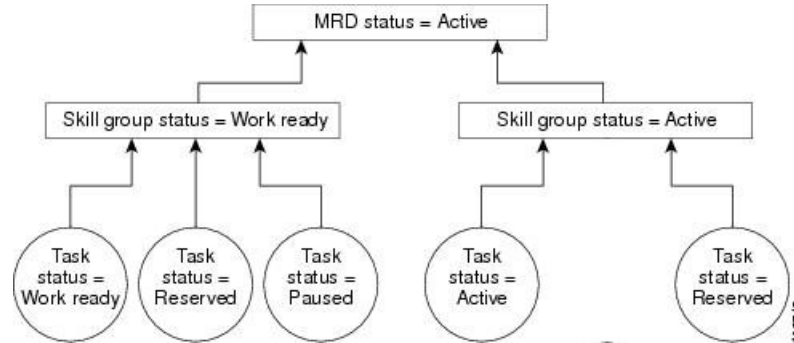 MRD status = Active
Skill group status = Work ready
Skill group status = Active
Task
status =
Work ready
Task
status =
Reserved
Task
status =
Paused
Task
status =
Active
Task
status =
Reserved